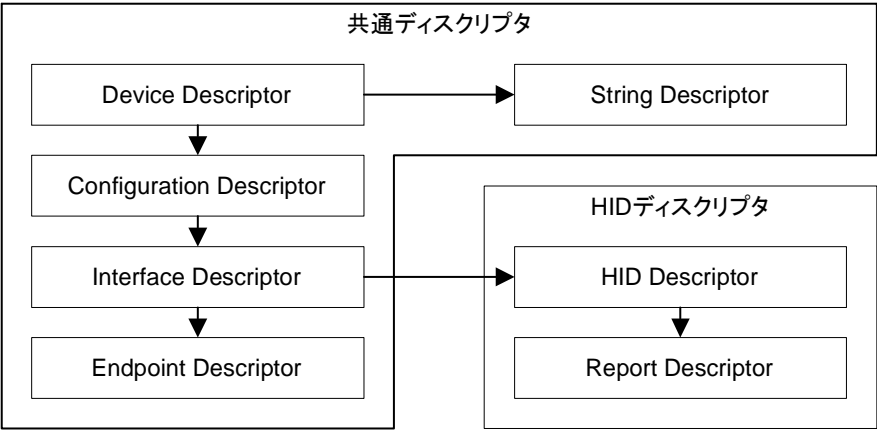 共通ディスクリプタ
Device Descriptor
String Descriptor
Configuration Descriptor
HIDディスクリプタ
Interface Descriptor
HID Descriptor
Endpoint Descriptor
Report Descriptor